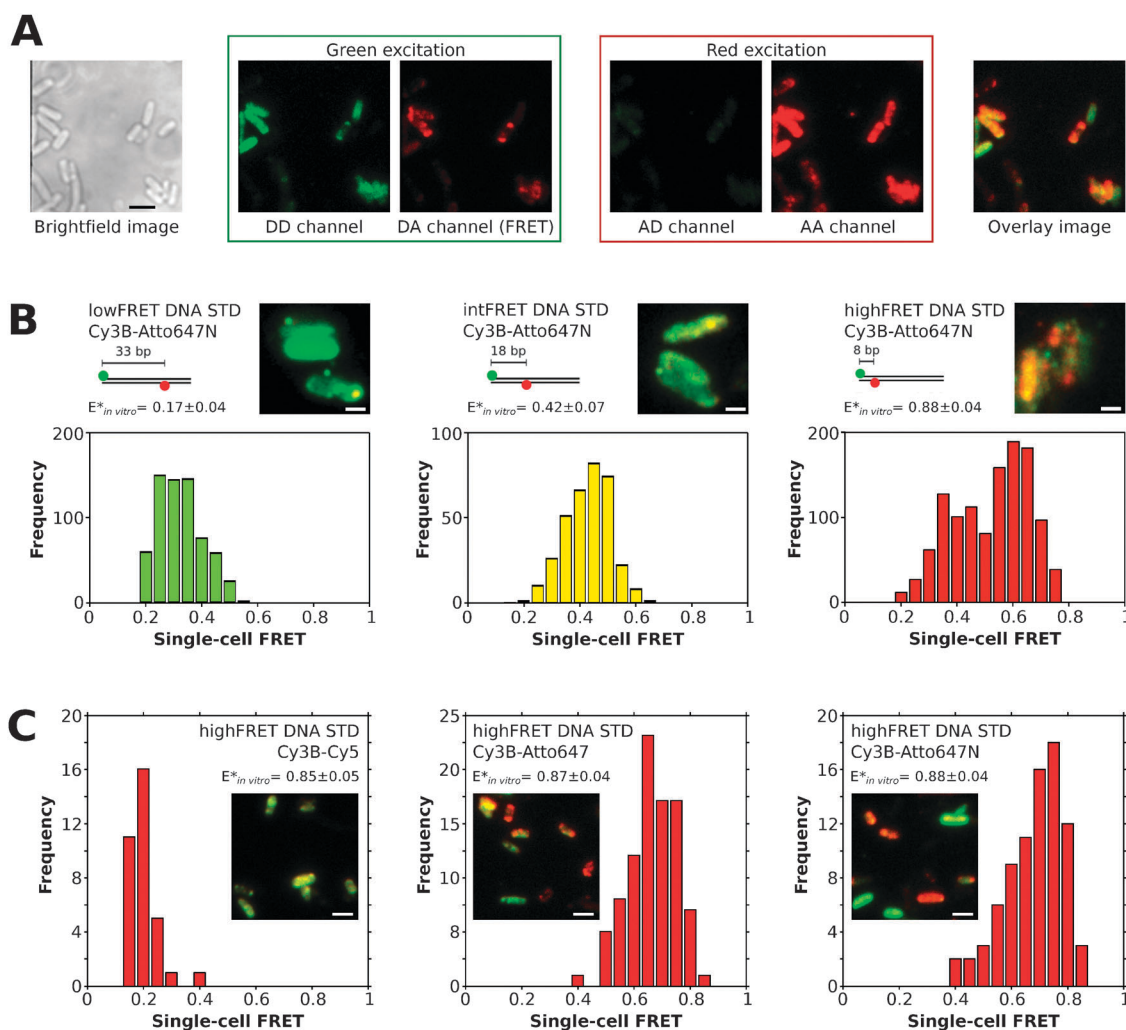 A
Green excitation
Red excitation
Brightfield image
DD channel
DA channel (FRET)
AD channel
AA channel
Overlay image
B
lowFRET DNA STD
Cy3B-Atto647N
33 bp
E*in vitro= 0.17±0.04
intFRET DNA STD
Cy3B-Atto647N
18 bp
E*in vitro= 0.42±0.07
highFRET DNA STD
Cy3B-Atto647N
8 bp
E*in vitro= 0.88±0.04
200
100
0
Frequency
0 0.2 0.4 0.6 0.8 1
Single-cell FRET
100
50
0
Frequency
0 0.2 0.4 0.6 0.8 1
Single-cell FRET
200
100
0
Frequency
0 0.2 0.4 0.6 0.8 1
Single-cell FRET
C
20
16
12
8
4
0
Frequency
highFRET DNA STD
Cy3B-Cy5
E*in vitro= 0.85±0.05
0 0.2 0.4 0.6 0.8 1
Single-cell FRET
25
20
15
10
8
0
Frequency
highFRET DNA STD
Cy3B-Atto647
E*in vitro= 0.87±0.04
0 0.2 0.4 0.6 0.8 1
Single-cell FRET
20
16
12
8
4
0
Frequency
highFRET DNA STD
Cy3B-Atto647N
E*in vitro= 0.88±0.04
0 0.2 0.4 0.6 0.8 1
Single-cell FRET